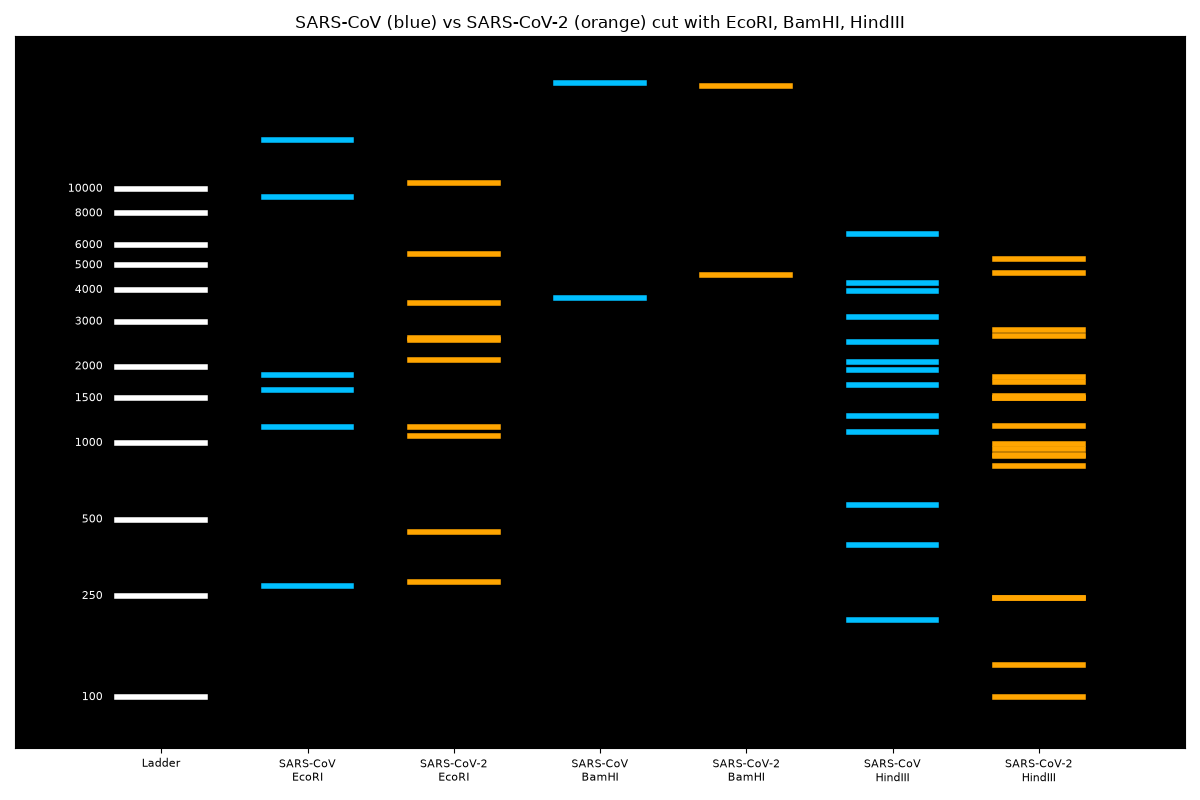 SARS-CoV (blue) vs SARS-CoV-2 (orange) cut with EcoRI, BamHI, HindIII
10000
8000
6000
5000
4000
3000
2000
1500
1000
500
250
100
Ladder
SARS-CoV
EcoRI
SARS-CoV-2
EcoRI
SARS-CoV
BamHI
SARS-CoV-2
BamHI
SARS-CoV
HindIII
SARS-CoV-2
HindIII